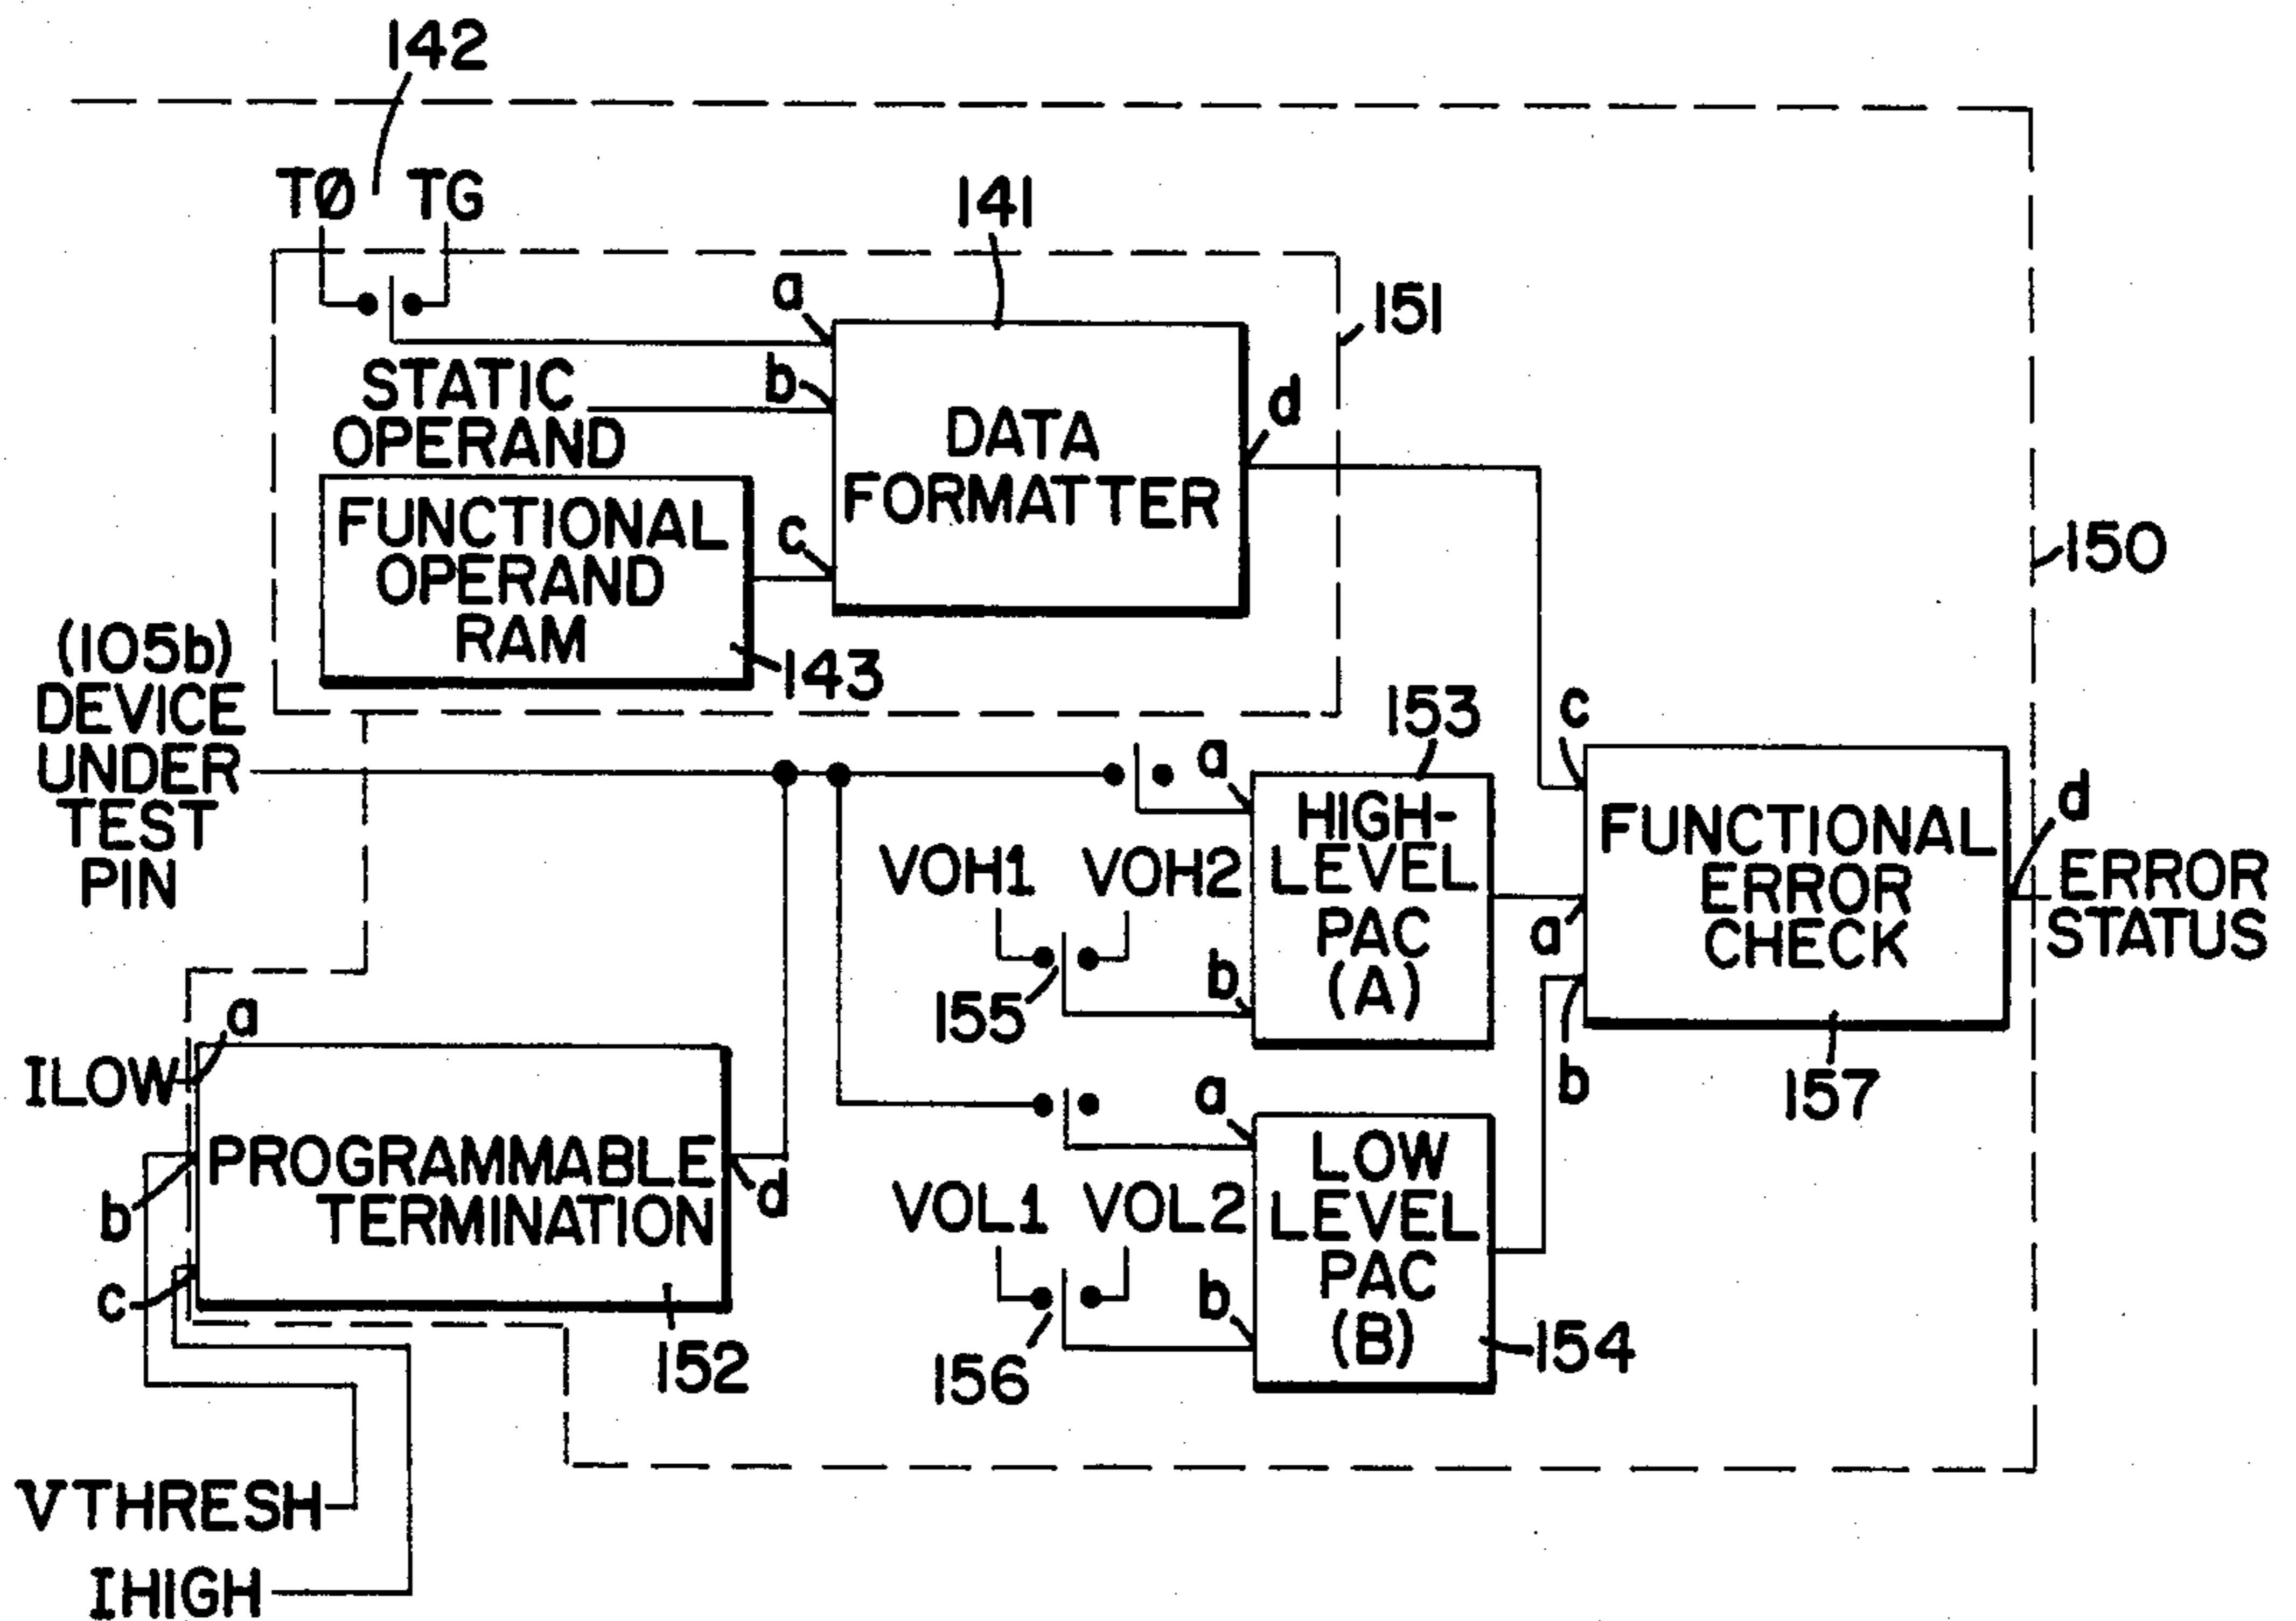 142
TØ TG
141
a
151
STATIC
OPERAND
b
d
DATA
FORMATTER
FUNCTIONAL
OPERAND
RAM
c
143
150
(105b)
DEVICE
UNDER
TEST
PIN
153
c
a
HIGH-
LEVEL
PAC
(A)
VOH1 VOH2
155
b
FUNCTIONAL
ERROR
CHECK
d
ERROR
STATUS
a
b
157
ILOW
a
PROGRAMMABLE
TERMINATION
b
c
d
152
a
LOW
LEVEL
PAC
(B)
VOL1 VOL2
156
b
154
VTHRESH
IHIGH